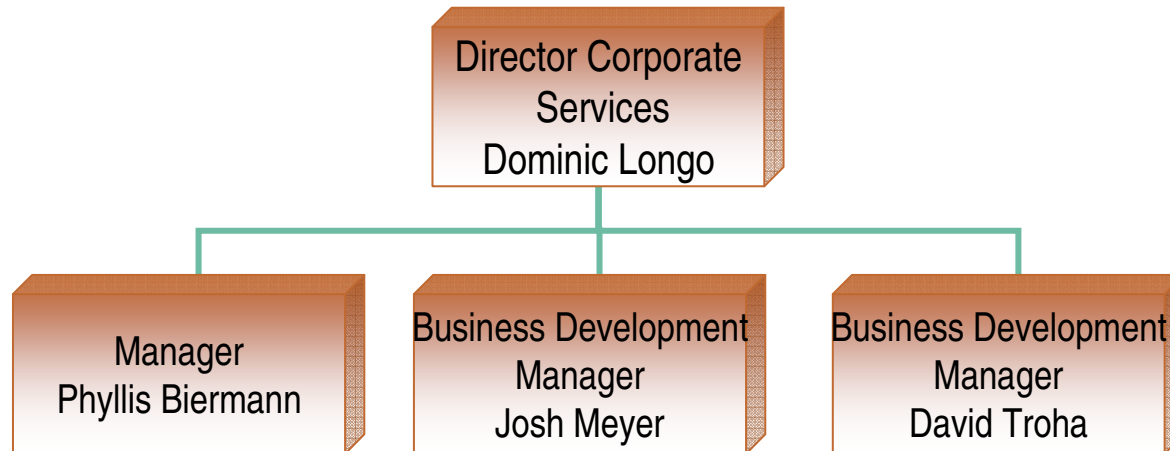 Director Corporate
Services
Dominic Longo
Manager
Phyllis Biermann
Business Development
Manager
Josh Meyer
Business Development
Manager
David Troha